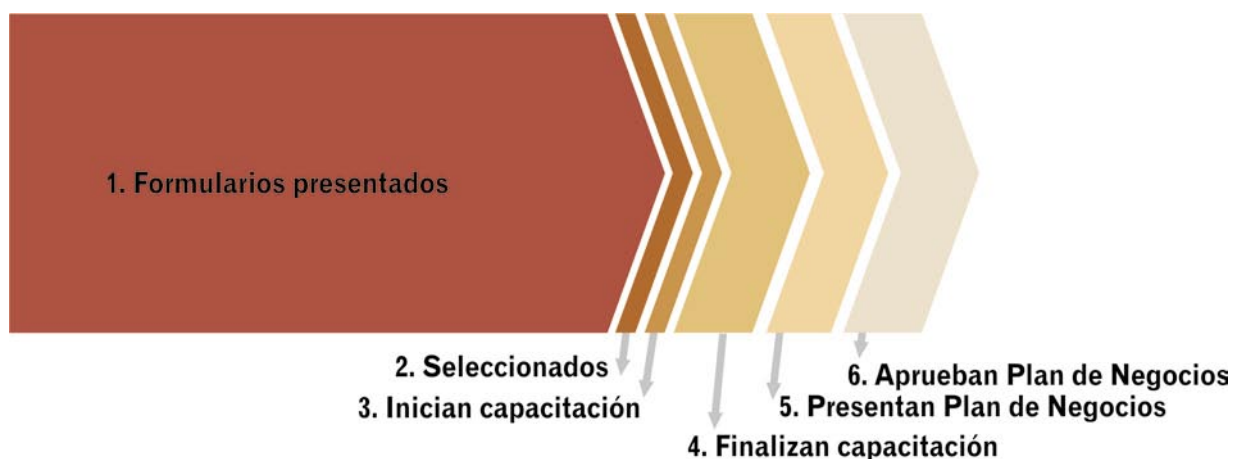 1. Formularios presentados
2. Seleccionados
3. Inician capacitación
4. Finalizan capacitación
5. Presentan Plan de Negocios
6. Aprueban Plan de Negocios